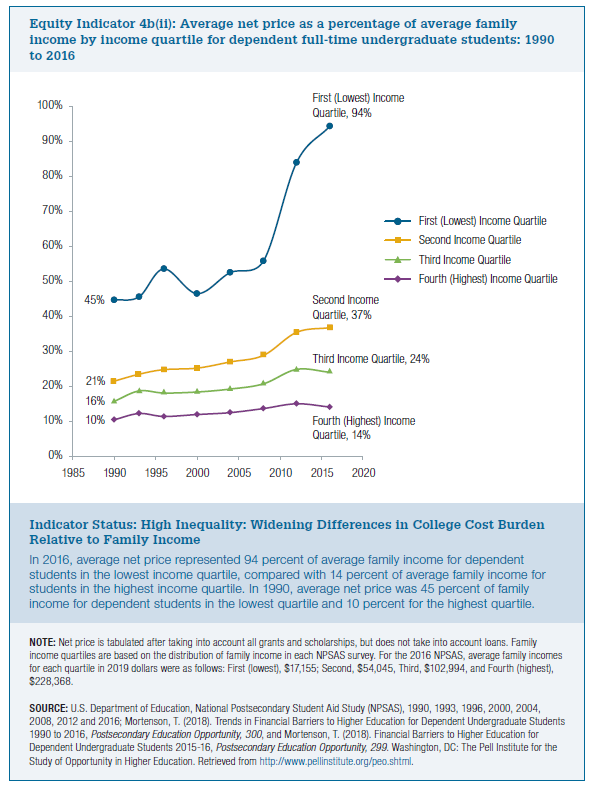 Equity Indicator 4b(ii): Average net price as a percentage of average family
income by income quartile for dependent full-time undergraduate students: 1990
to 2016
First (Lowest) Income
Quartile, 94%
100%
90%
80%
70%
60%
50%
40%
30%
20%
10%
0%
45%
21%
16%
10%
First (Lowest) Income Quartile
Second Income Quartile
Third Income Quartile
Fourth (Highest) Income Quartile
Second Income
Quartile, 37%
Third Income Quartile, 24%
Fourth (Highest) Income
Quartile, 14%
1985 1990 1995 2000 2005 2010 2015 2020
Indicator Status: High Inequality: Widening Differences in College Cost Burden
Relative to Family Income
In 2016, average net price represented 94 percent of average family income for dependent
students in the lowest income quartile, compared with 14 percent of average family income for
students in the highest income quartile. In 1990, average net price was 45 percent of family
income for dependent students in the lowest quartile and 10 percent for the highest quartile.
NOTE: Net price is tabulated after taking into account all grants and scholarships, but does not take into account loans. Family
income quartiles are based on the distribution of family income in each NPSAS survey. For the 2016 NPSAS, average family incomes
for each quartile in 2019 dollars were as follows: First (lowest), $17,155; Second, $54,045, Third, $102,994, and Fourth (highest),
$228,368.
SOURCE: U.S. Department of Education, National Postsecondary Student Aid Study (NPSAS), 1990, 1993, 1996, 2000, 2004,
2008, 2012 and 2016; Mortenson, T. (2018). Trends in Financial Barriers to Higher Education for Dependent Undergraduate Students
1990 to 2016, Postsecondary Education Opportunity, 300, and Mortenson, T. (2018). Financial Barriers to Higher Education for
Dependent Undergraduate Students 2015-16, Postsecondary Education Opportunity, 299. Washington, DC: The Pell Institute for the
Study of Opportunity in Higher Education. Retrieved from http://www.pellinstitute.org/peo.shtml.